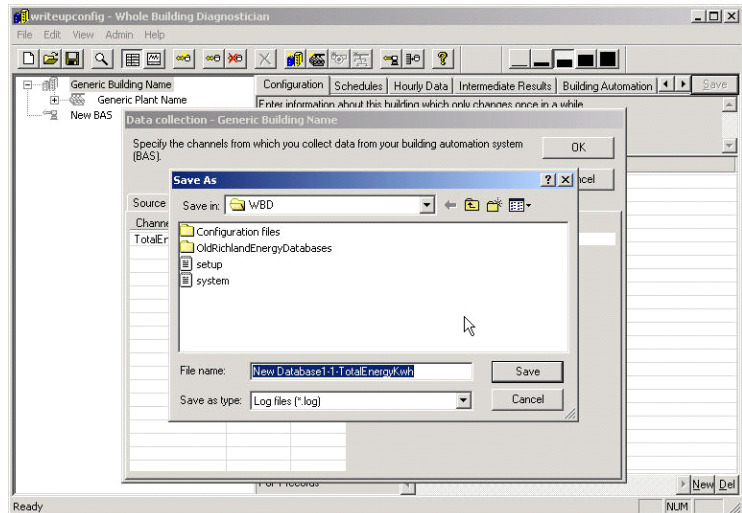 writeupconfig - Whole Building Diagnostician
File Edit View Admin Help
Generic Building Name
Generic Plant Name
New BAS
Configuration Schedules Hourly Data Intermediate Results Building Automation Save
Enter information about this building which only changes once in a while
Data collection - Generic Building Name
Specify the channels from which you collect data from your building automation system
(BAS).
OK
ncel
Save As
Source
Save in: WBD
Channe
TotalEr
Configuration files
OldRichlandEnergyDatabases
setup
system
File name: New Database1-1-TotalEnergyKwh Save
Save as type: Log files (*.log) Cancel
New Del
Ready NUM